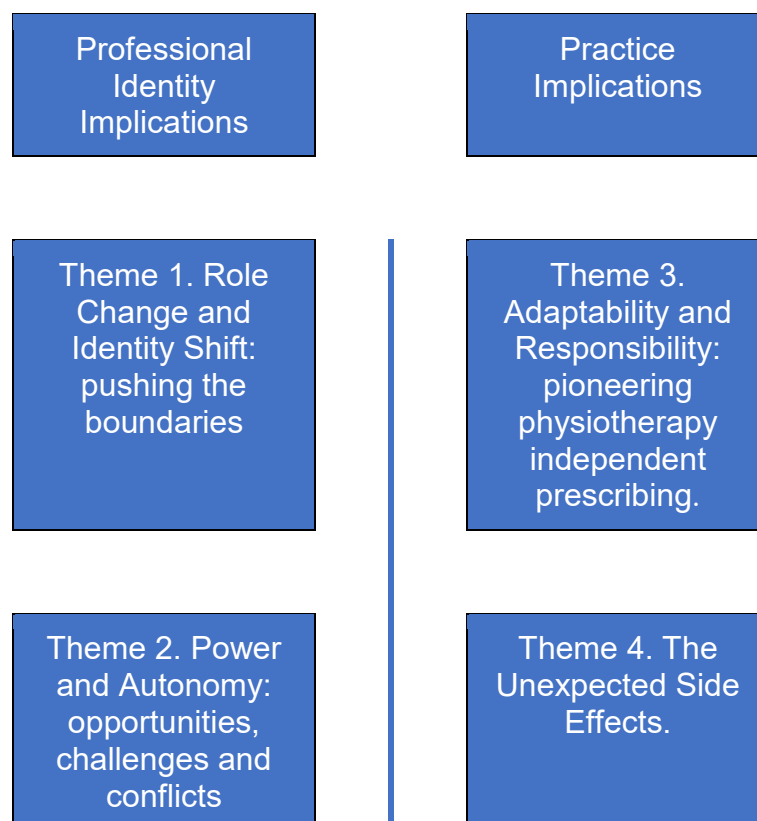 Professional
Identity
Implications
Practice
Implications
Theme 1. Role
Change and
Identity Shift:
pushing the
boundaries
Theme 3.
Adaptability and
Responsibility:
pioneering
physiotherapy
independent
prescribing.
Theme 2. Power
and Autonomy:
opportunities,
challenges and
conflicts
Theme 4. The
Unexpected Side
Effects.